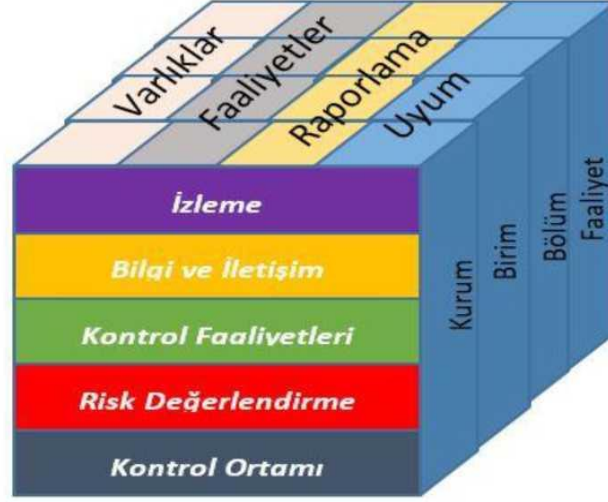 Varlıklar
Faaliyetler
Raporlama
Uyum
İzleme
Bilgi ve İletişim
Kontrol Faaliyetleri
Risk Değerlendirme
Kontrol Ortamı
Kurum
Birim
Bölüm
Faaliyet